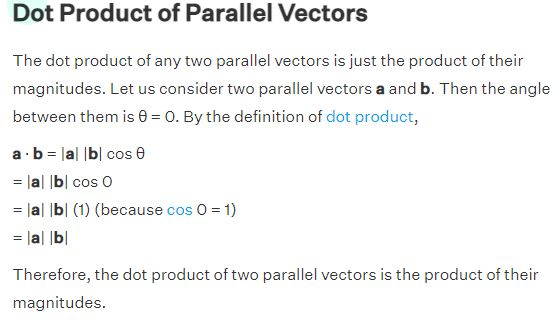 Dot Product of Parallel Vectors
The dot product of any two parallel vectors is just the product of their
magnitudes. Let us consider two parallel vectors a and b. Then the angle
between them is θ = 0. By the definition of dot product,
a · b = |a| |b| cos θ
= |a| |b| cos 0
= |a| |b| (1) (because cos 0 = 1)
= |a| |b|
Therefore, the dot product of two parallel vectors is the product of their
magnitudes.